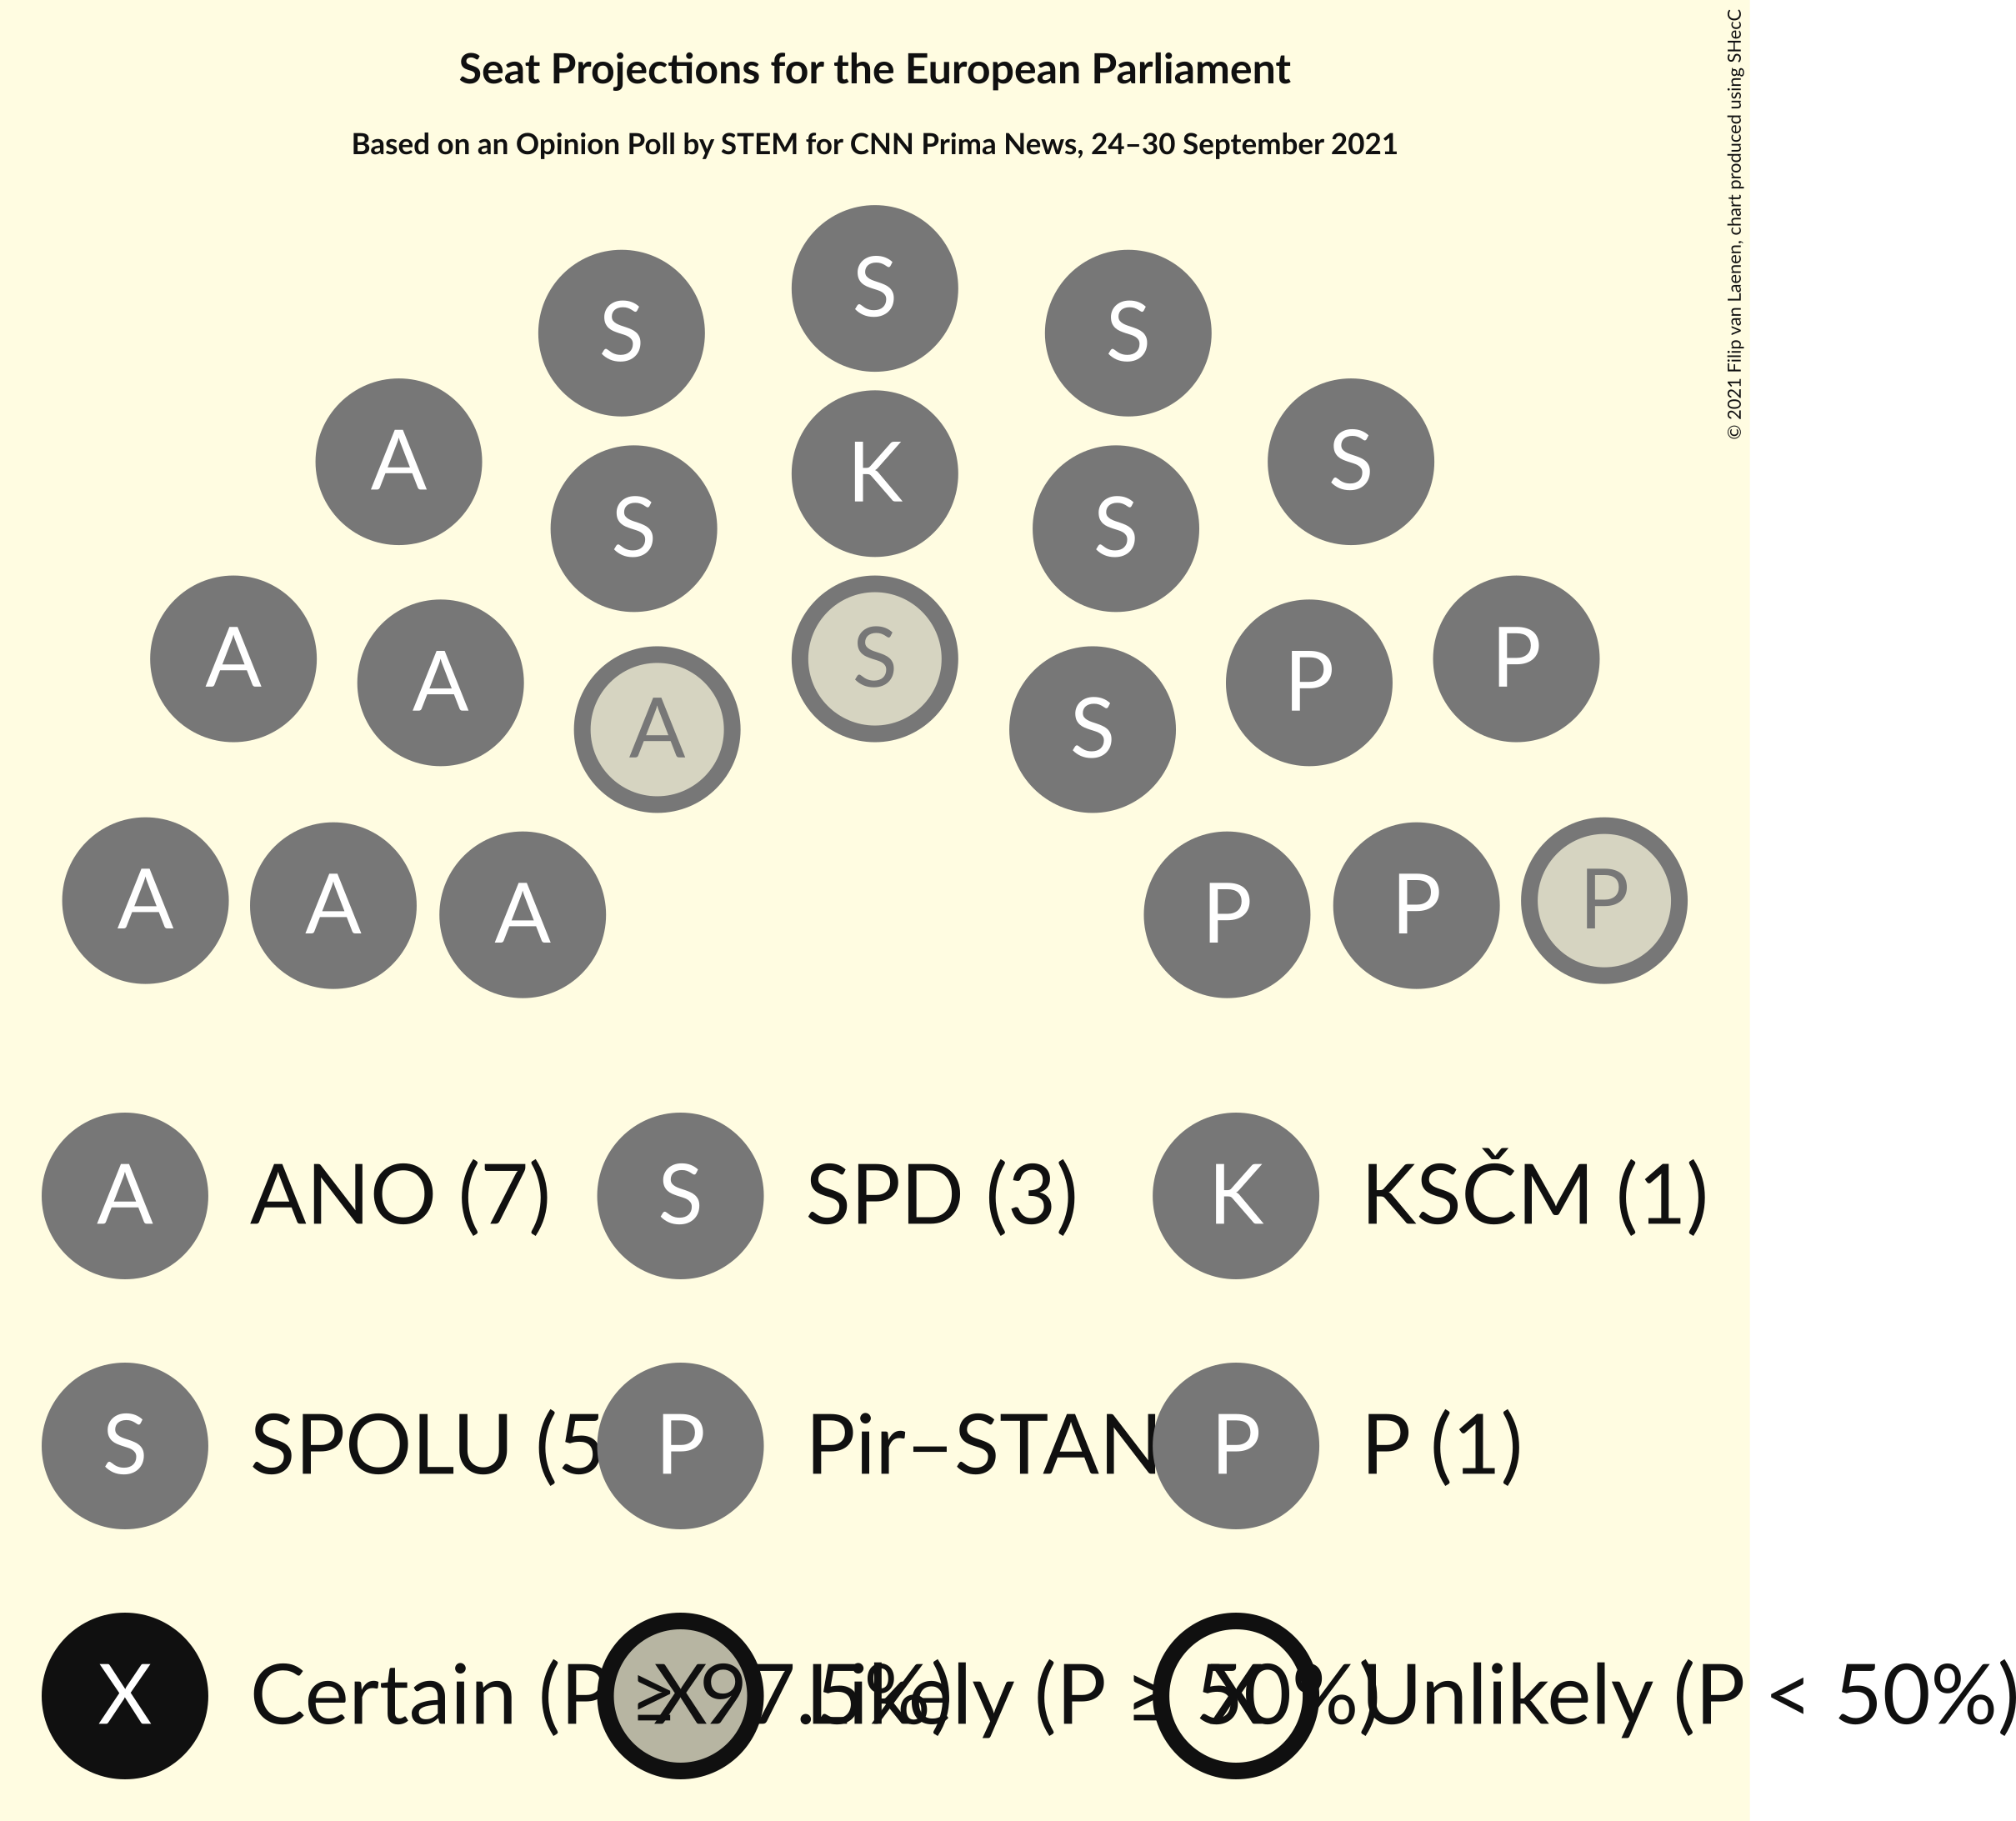 Seat Projections for the European Parliament
Based on an Opinion Poll by STEM for CNN Prima News, 24–30 September 2021
© 2021 Filip van Laenen, chart produced using SHecC
S
S S
A S
S K S
A A A S S P P
A A A P P P
A ANO (7) S SPD (3) K KSČM (1)
S SPOLU (5 P Pir–STAN P P (1)
X Certain (P ≥ 97.5%) X Likely (P ≥ 50%) X Unlikely (P < 50%)